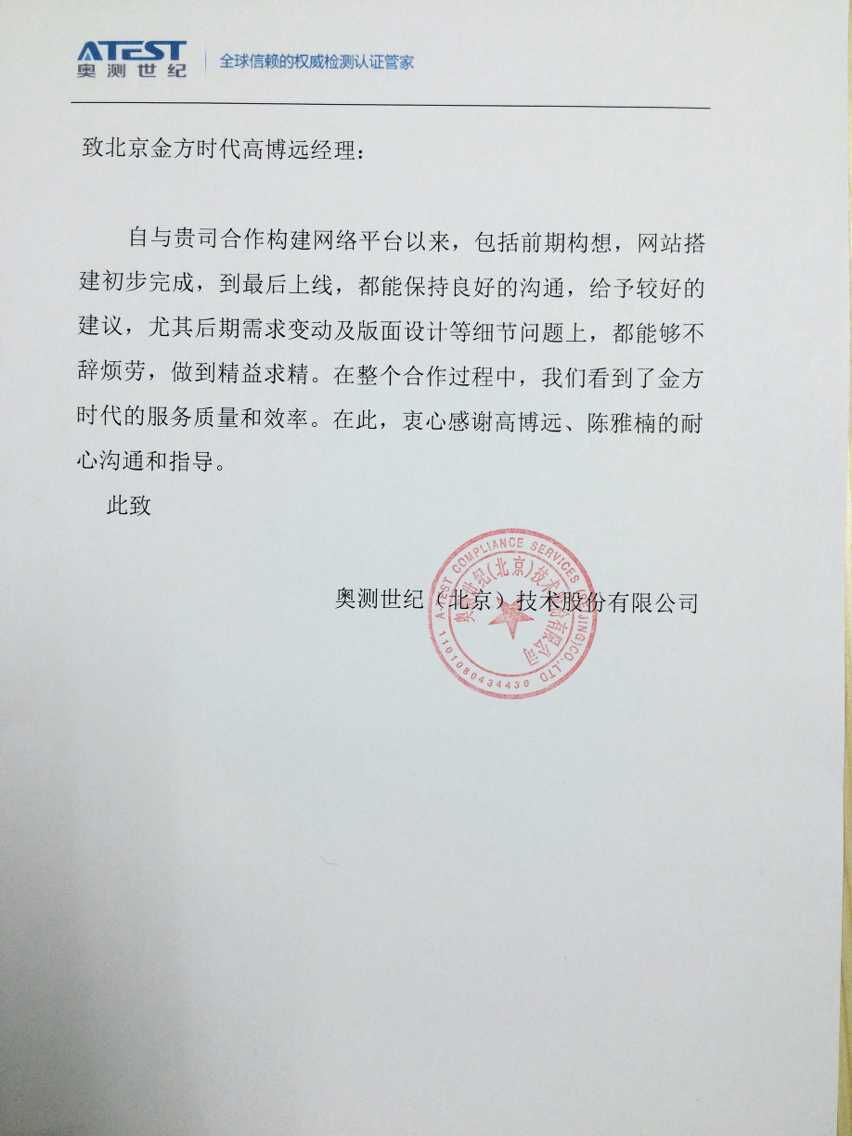 ATEST
奥测世纪
全球信赖的权威检测认证管家
致北京金方时代高博远经理：
自与贵司合作构建网络平台以来，包括前期构想，网站搭
建初步完成，到最后上线，都能保持良好的沟通，给予较好的
建议，尤其后期需求变动及版面设计等细节问题上，都能够不
辞烦劳，做到精益求精。在整个合作过程中，我们看到了金方
时代的服务质量和效率。在此，衷心感谢高博远、陈雅楠的耐
心沟通和指导。
此致
奥测世纪（北京）技术股份有限公司
A-TEST COMPLIANCE SERVICES (BEIJING)CO.,LTD
奥测世纪(北京)技术股份有限公司
1101080434430